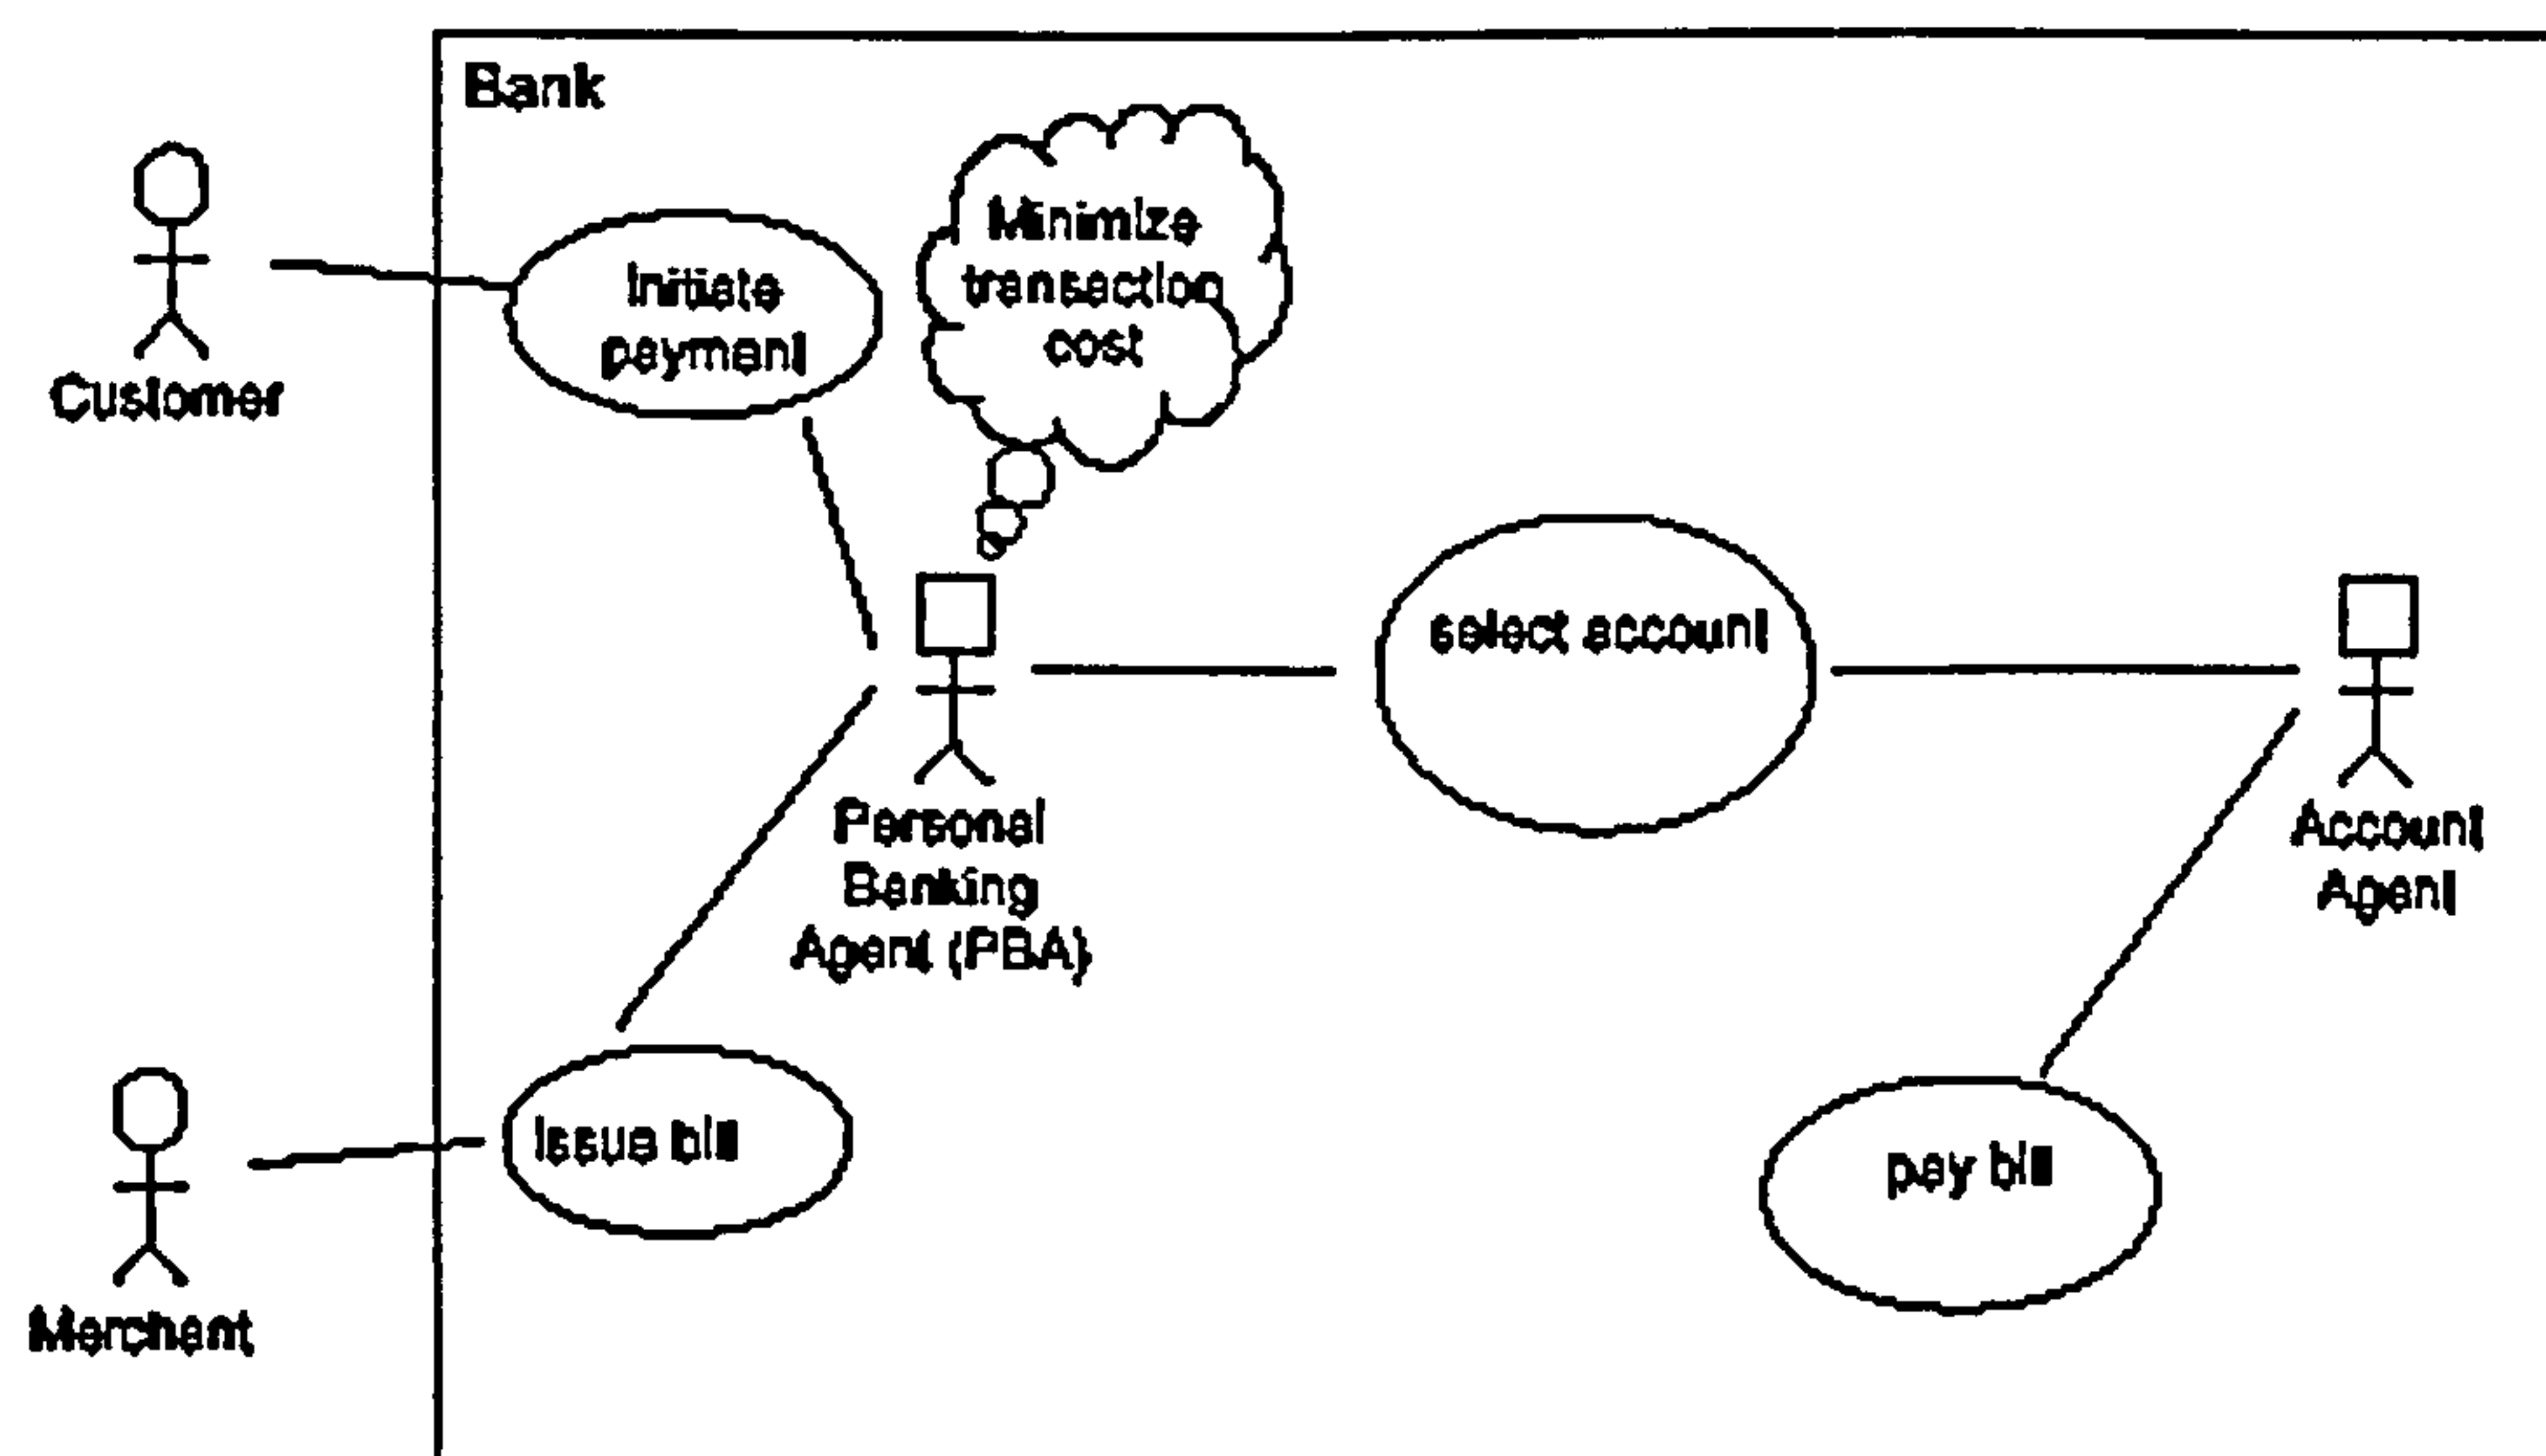 Bank
Customer
Initiate
payment
Minimize
transaction
cost
select account
Personal
Banking
Agent (PBA)
Account
Agent
Issue bill
pay bill
Merchant